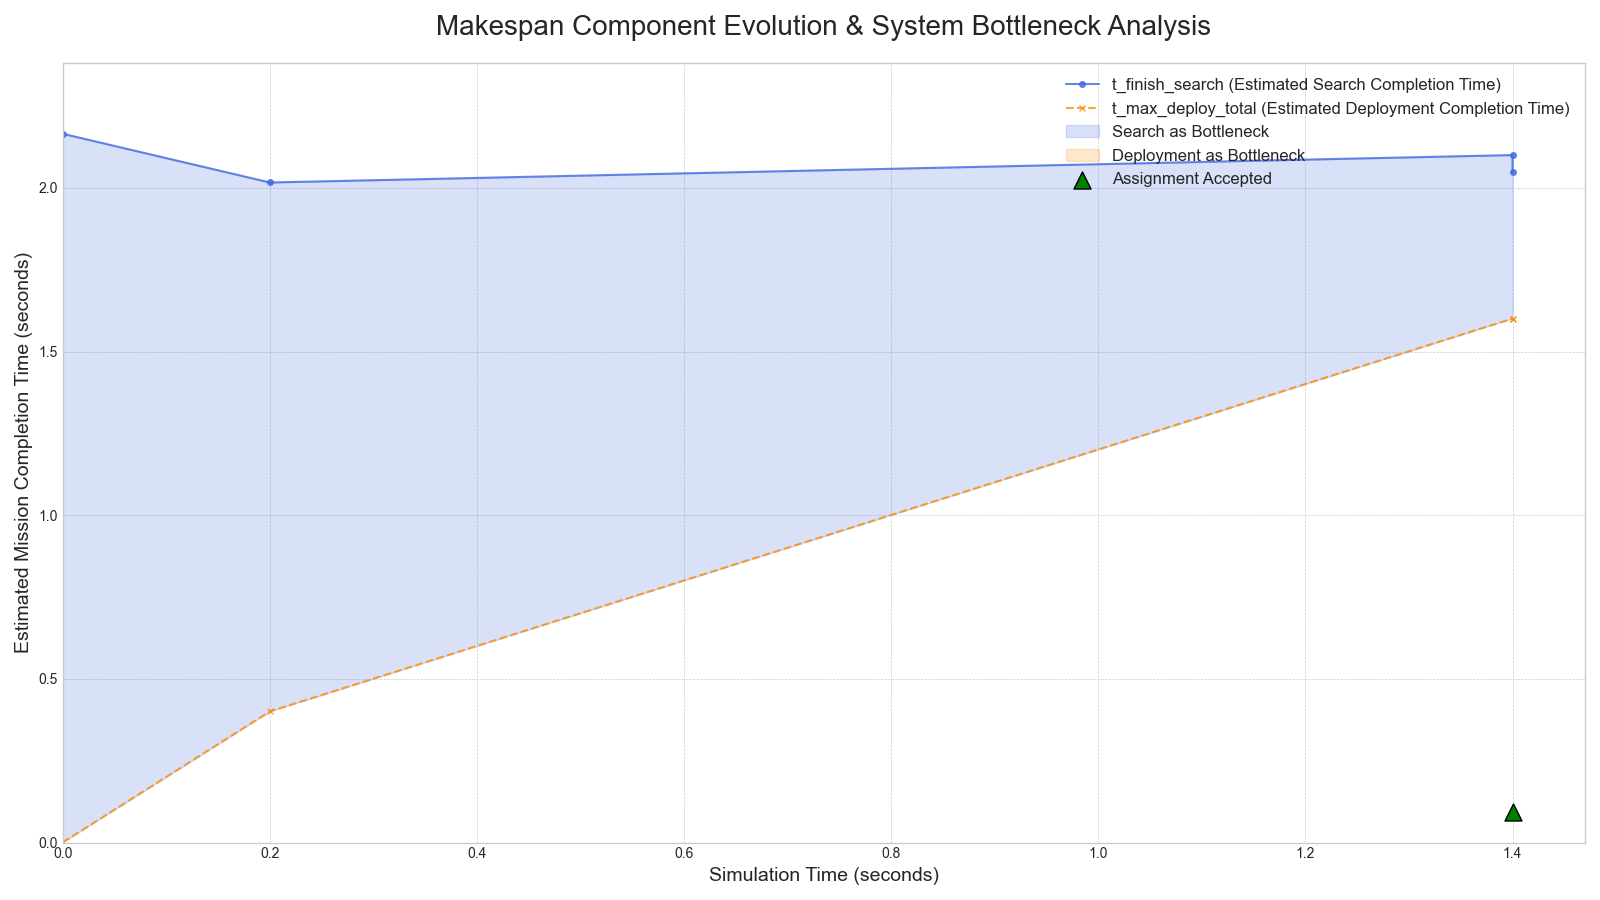 Makespan Component Evolution & System Bottleneck Analysis
t_finish_search (Estimated Search Completion Time)
t_max_deploy_total (Estimated Deployment Completion Time)
Search as Bottleneck
Deployment as Bottleneck
Assignment Accepted
Estimated Mission Completion Time (seconds)
2.0
1.5
1.0
0.5
0.0
0.0 0.2 0.4 0.6 0.8 1.0 1.2 1.4
Simulation Time (seconds)